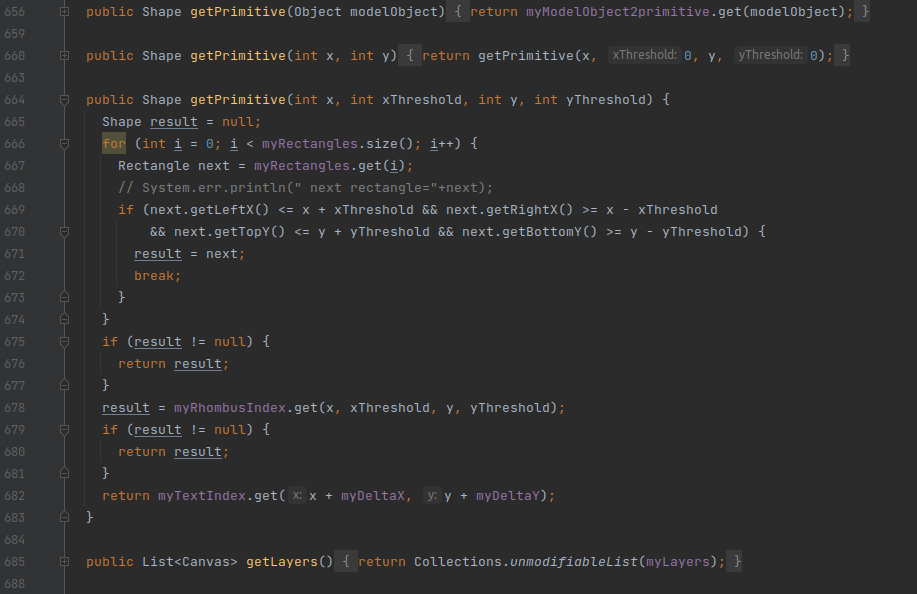 656 public Shape getPrimitive(Object modelObject) { return myModelObject2primitive.get(modelObject); }
659
660 public Shape getPrimitive(int x, int y) { return getPrimitive(x, xThreshold: 0, y, yThreshold: 0); }
663
664 public Shape getPrimitive(int x, int xThreshold, int y, int yThreshold) {
665 Shape result = null;
666 for (int i = 0; i < myRectangles.size(); i++) {
667 Rectangle next = myRectangles.get(i);
668 // System.err.println(" next rectangle="+next);
669 if (next.getLeftX() <= x + xThreshold && next.getRightX() >= x - xThreshold
670 && next.getTopY() <= y + yThreshold && next.getBottomY() >= y - yThreshold) {
671 result = next;
672 break;
673 }
674 }
675 if (result != null) {
676 return result;
677 }
678 result = myRhombusIndex.get(x, xThreshold, y, yThreshold);
679 if (result != null) {
680 return result;
681 }
682 return myTextIndex.get( x: x + myDeltaX, y: y + myDeltaY);
683 }
684
685 public List<Canvas> getLayers() { return Collections.unmodifiableList(myLayers); }
688